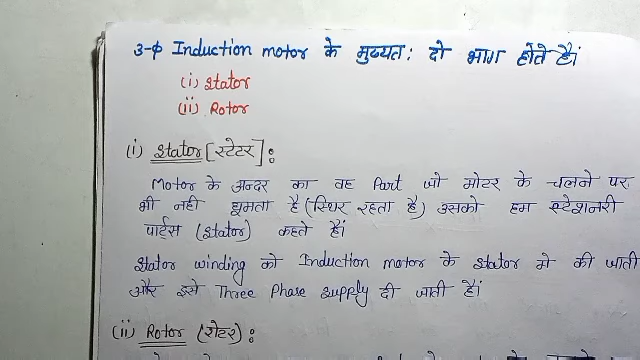 3-ϕ Induction motor के मुख्यत: दो भाग होते हैं।
(i) Stator
(ii) Rotor
(i) Stator [स्टेटर]:
Motor के अन्दर का वह Part जो मोटर के चलने पर
भी नही घूमता है (स्थिर रहता है) उसको हम स्टेशनरी
पार्टस (Stator) कहते हैं।
Stator winding को Induction motor के Stator मे की जाती
और इसे Three Phase Supply दी जाती है।
(ii) Rotor (रोटर):